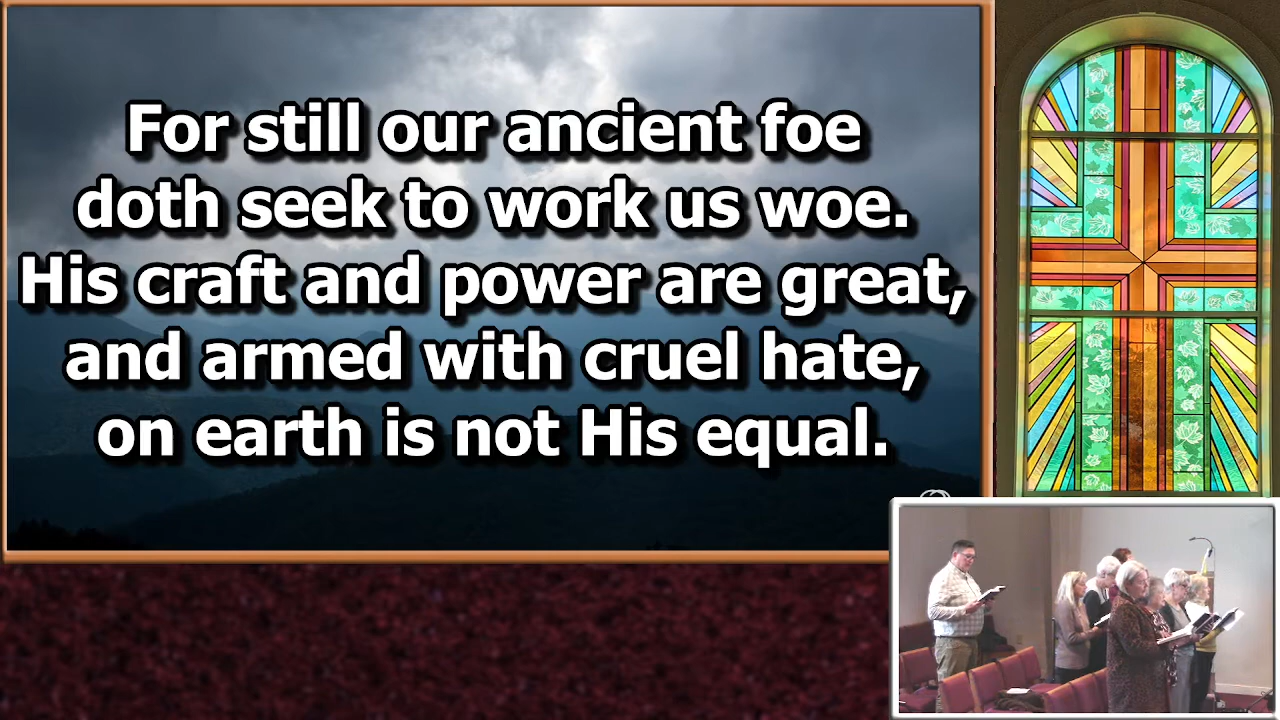 For still our ancient foe
doth seek to work us woe.
His craft and power are great,
and armed with cruel hate,
on earth is not His equal.